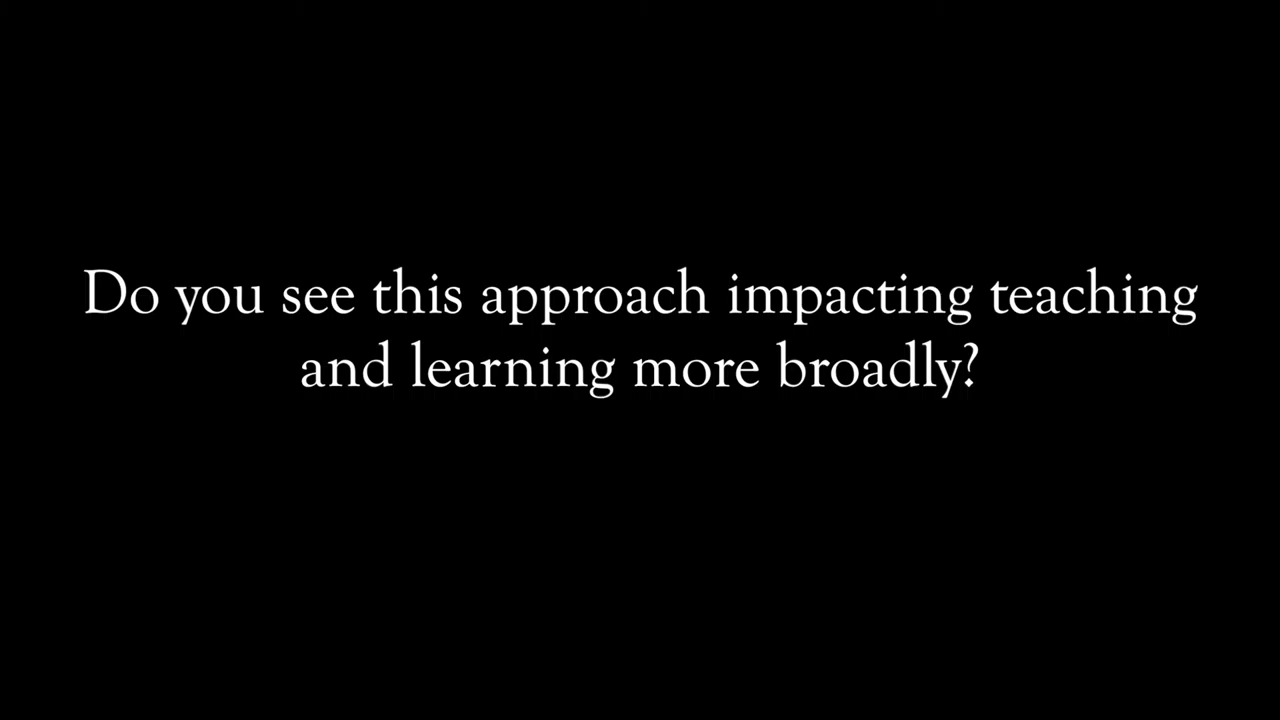 Do you see this approach impacting teaching
and learning more broadly?